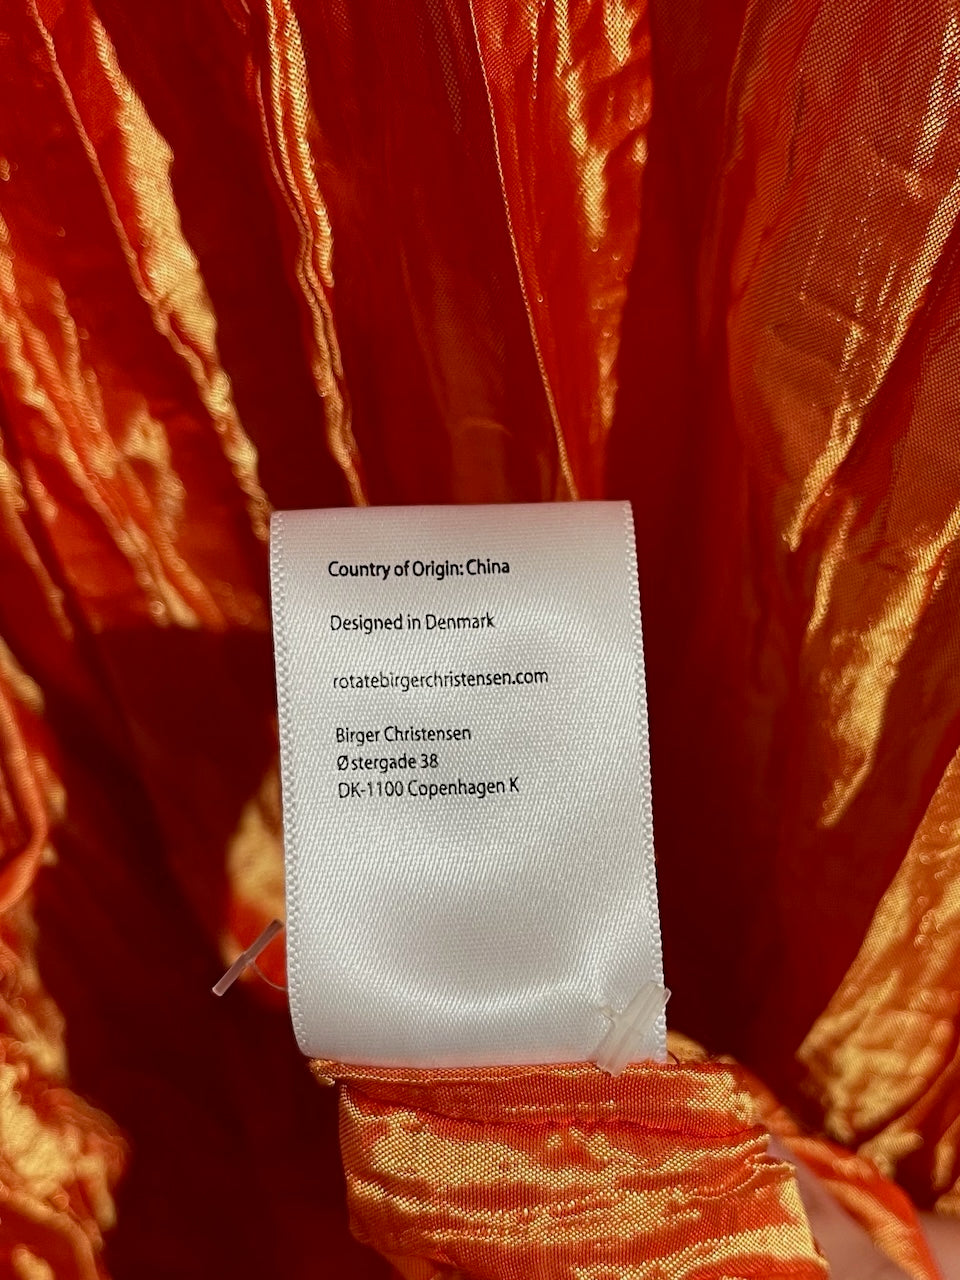 Country of Origin: China
Designed in Denmark
rotatebirgerchristensen.com
Birger Christensen
Østergade 38
DK-1100 Copenhagen K